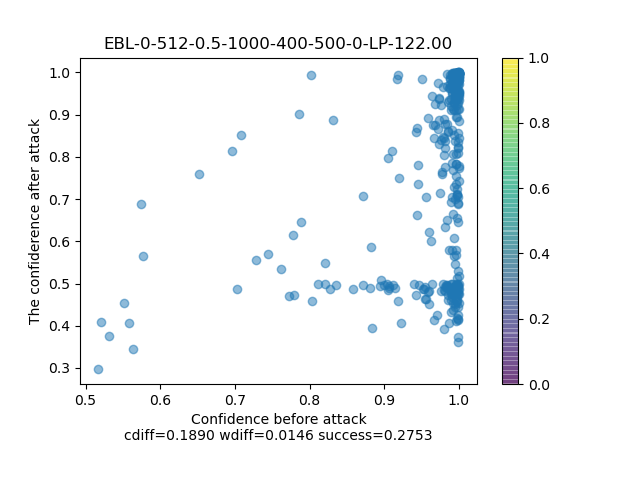 EBL-0-512-0.5-1000-400-500-0-LP-122.00
The confiderence after attack
1.0
0.9
0.8
0.7
0.6
0.5
0.4
0.3
0.5 0.6 0.7 0.8 0.9 1.0
Confidence before attack
cdiff=0.1890 wdiff=0.0146 success=0.2753
1.0
0.8
0.6
0.4
0.2
0.0